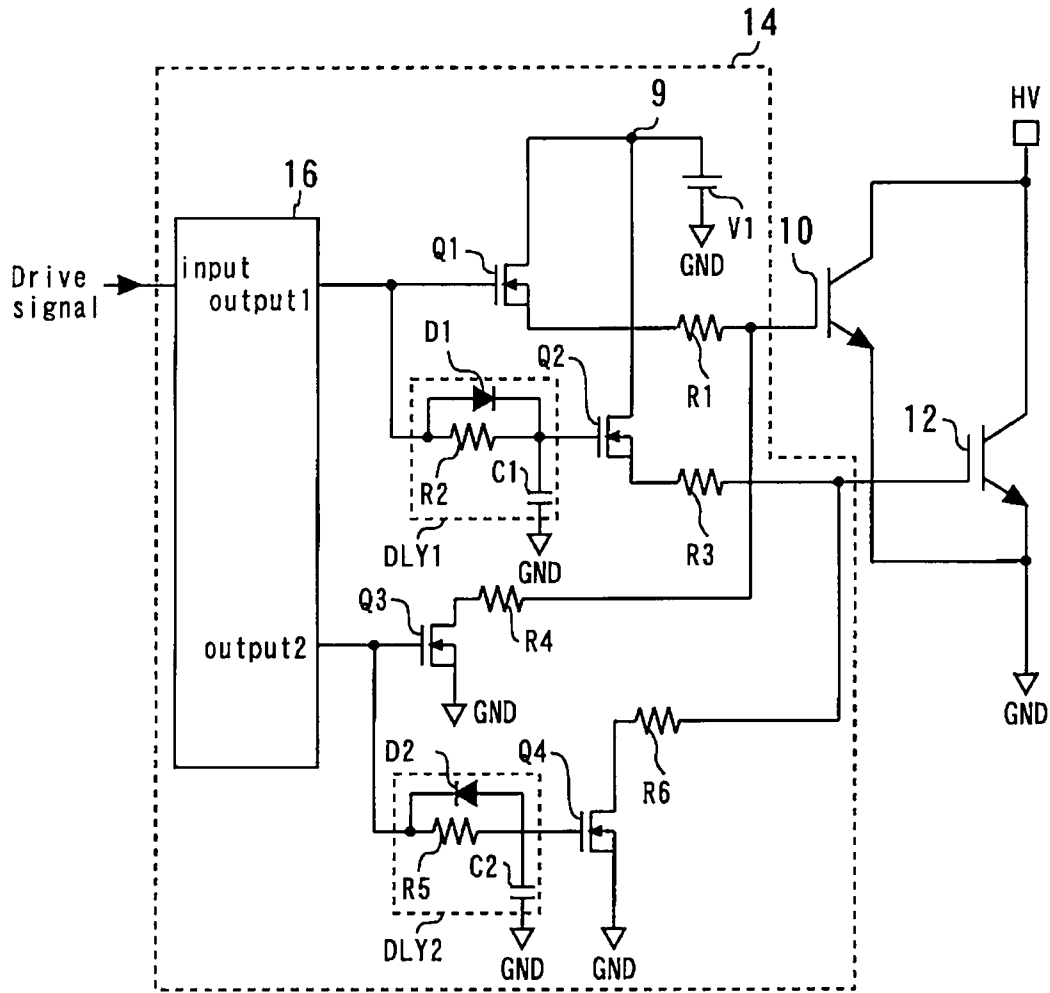 14
9
HV
16
Q1
V1
GND
10
Drive
signal
input
output1
D1
Q2
R1
12
R2
C1
R3
DLY1
GND
Q3
R4
output2
GND
GND
D2
Q4
R6
R5
C2
DLY2
GND
GND